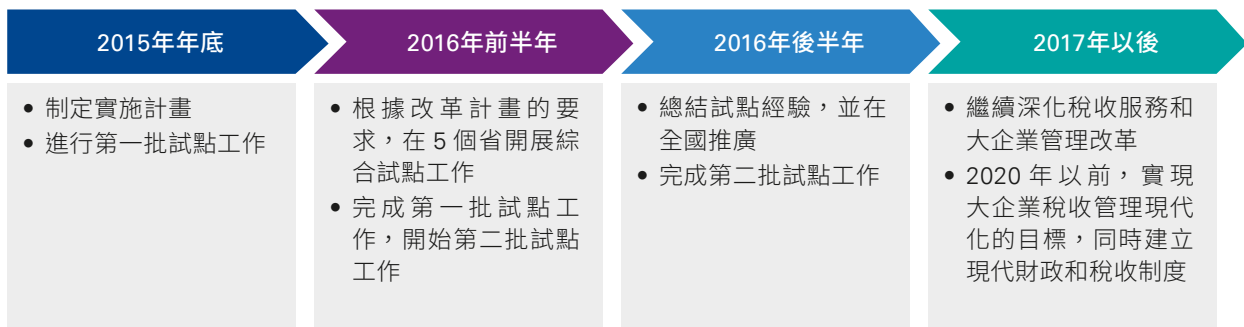 2015年年底
2016年前半年
2016年後半年
2017年以後
• 制定實施計畫
• 進行第一批試點工作
• 根據改革計畫的要
求，在 5 個省開展綜
合試點工作
• 完成第一批試點工
作，開始第二批試點
工作
• 總結試點經驗，並在
全國推廣
• 完成第二批試點工作
• 繼續深化稅收服務和
大企業管理改革
• 2020 年以前，實現
大企業稅收管理現代
化的目標，同時建立
現代財政和稅收制度